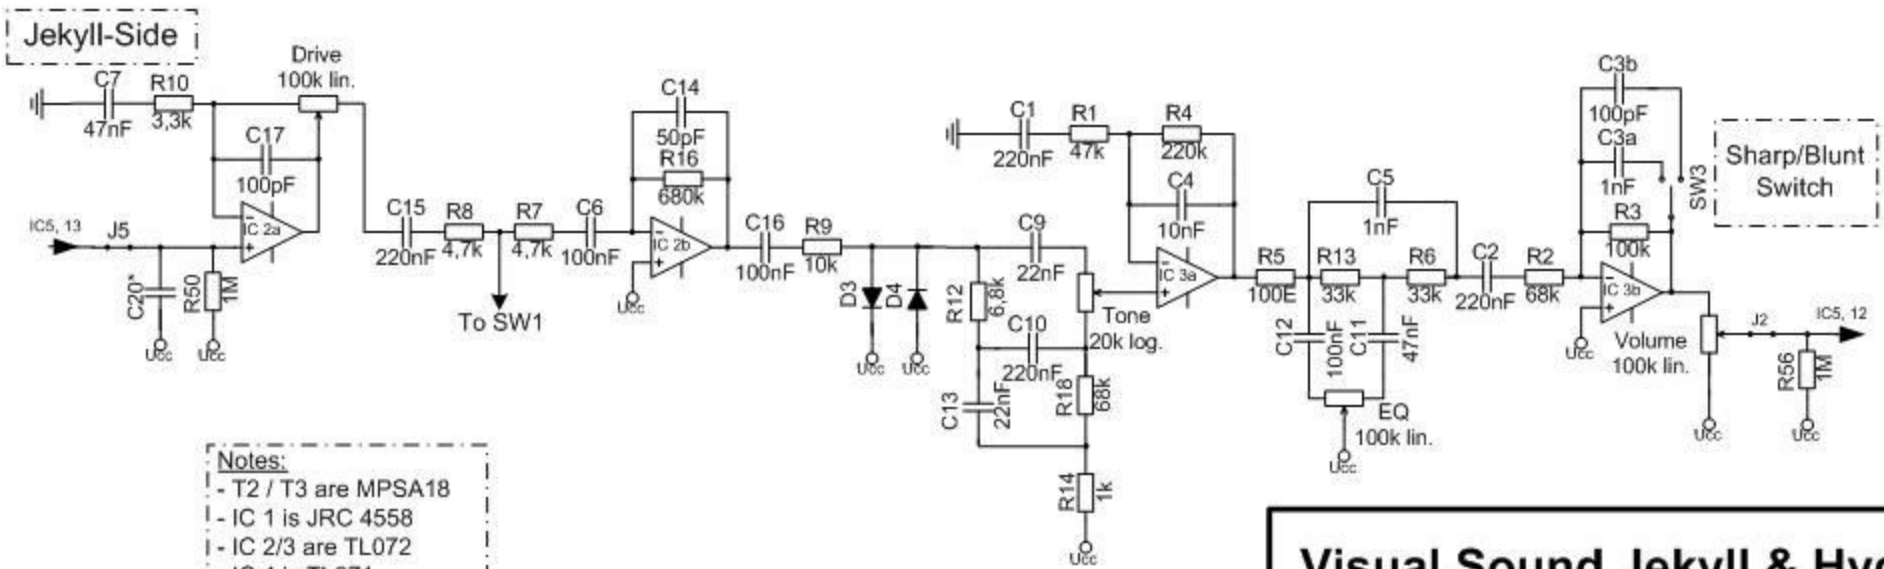 Jekyll-Side
C7
47nF
R10
3,3k
Drive
100k lin.
C17
100pF
IC 2a
IC5, 13
J5
C20*
R50
1M
Ucc
Ucc
C15
220nF
R8
4,7k
R7
4,7k
To SW1
C6
100nF
C14
50pF
R16
680k
IC 2b
Ucc
C16
100nF
R9
10k
D3
D4
Ucc
Ucc
R12
6,8k
C9
22nF
C10
220nF
C13
22nF
R18
68k
R14
1k
Ucc
Tone
20k log.
C1
220nF
R1
47k
R4
220k
C4
10nF
IC 3a
R5
100E
R13
33k
C5
1nF
R6
33k
C12
100nF
C11
47nF
EQ
100k lin.
Ucc
C2
220nF
R2
68k
C3b
100pF
C3a
1nF
R3
100k
SW3
IC 3b
Ucc
Sharp/Blunt
Switch
Volume
100k lin.
Ucc
J2
IC5, 12
R56
1M
Ucc
Notes:
- T2 / T3 are MPSA18
- IC 1 is JRC 4558
- IC 2/3 are TL072
Visual Sound Jekyll &